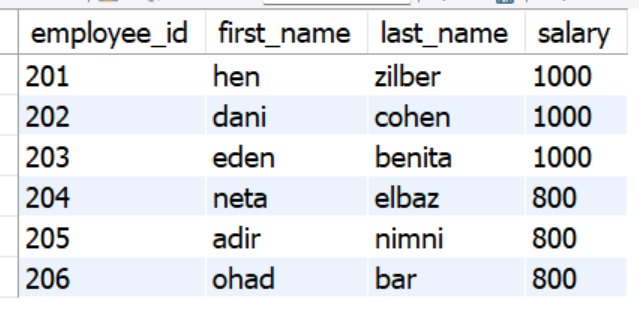 employee_id first_name last_name salary
201 hen zilber 1000
202 dani cohen 1000
203 eden benita 1000
204 neta elbaz 800
205 adir nimni 800
206 ohad bar 800